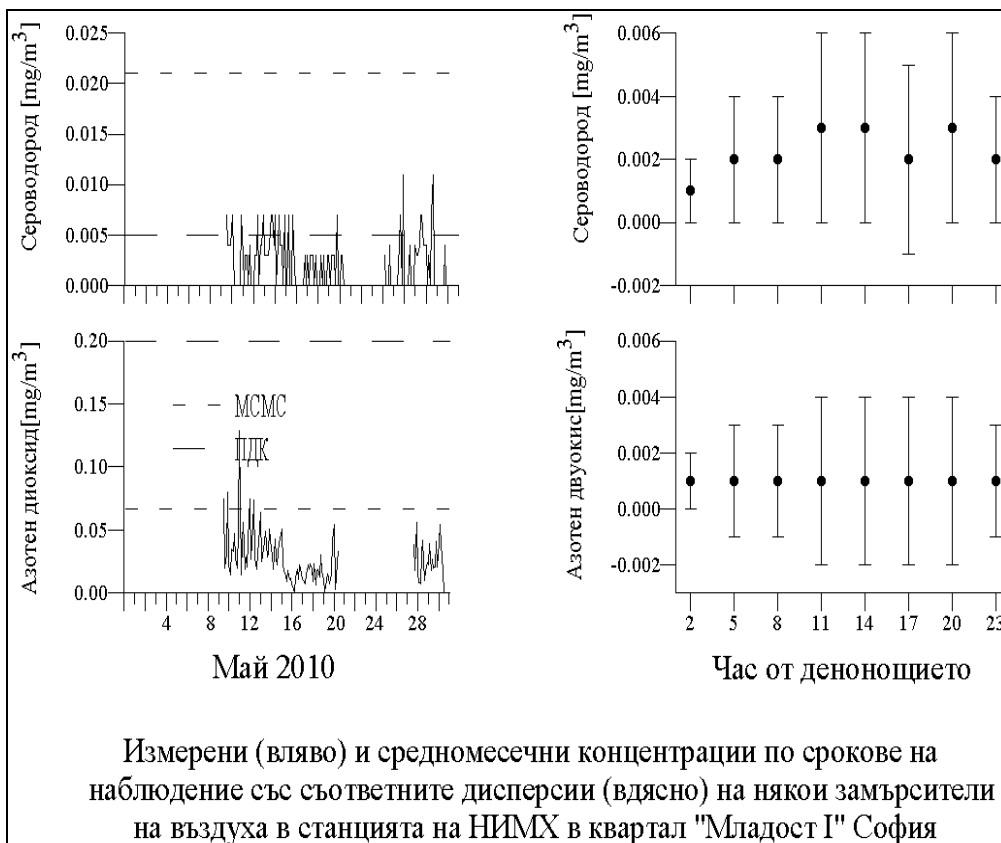 Сероводород [mg/m³]
0.025
0.020
0.015
0.010
0.005
0.000
Сероводород [mg/m³]
0.006
0.004
0.002
0.000
-0.002
Азотен диоксид[mg/m³]
0.20
0.15
0.10
0.05
0.00
МСМС
ПДК
4 8 12 16 20 24 28
Май 2010
Азотен двуокис[mg/m³]
0.006
0.004
0.002
0.000
-0.002
2 5 8 11 14 17 20 23
Час от денонощието
Измерени (вляво) и средномесечни концентрации по срокове на
наблюдение със съответните дисперсии (вдясно) на някои замърсители
на въздуха в станцията на НИМХ в квартал "Младост I" София